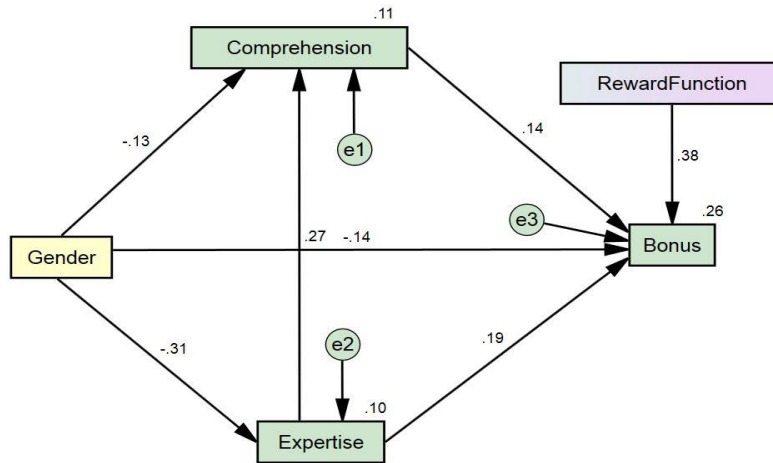 .11
Comprehension
RewardFunction
-.13
e1
.14
.38
e3
.26
Gender
.27
-.14
Bonus
-.31
e2
.19
.10
Expertise